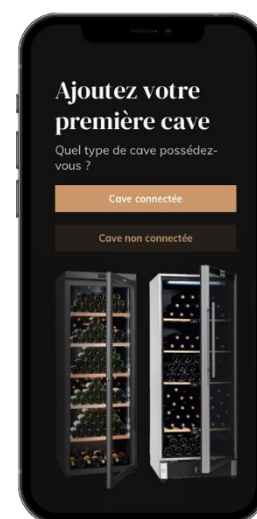 Ajoutez votre
première cave
Quel type de cave possédez-
vous ?
Cave connectée
Cave non connectée